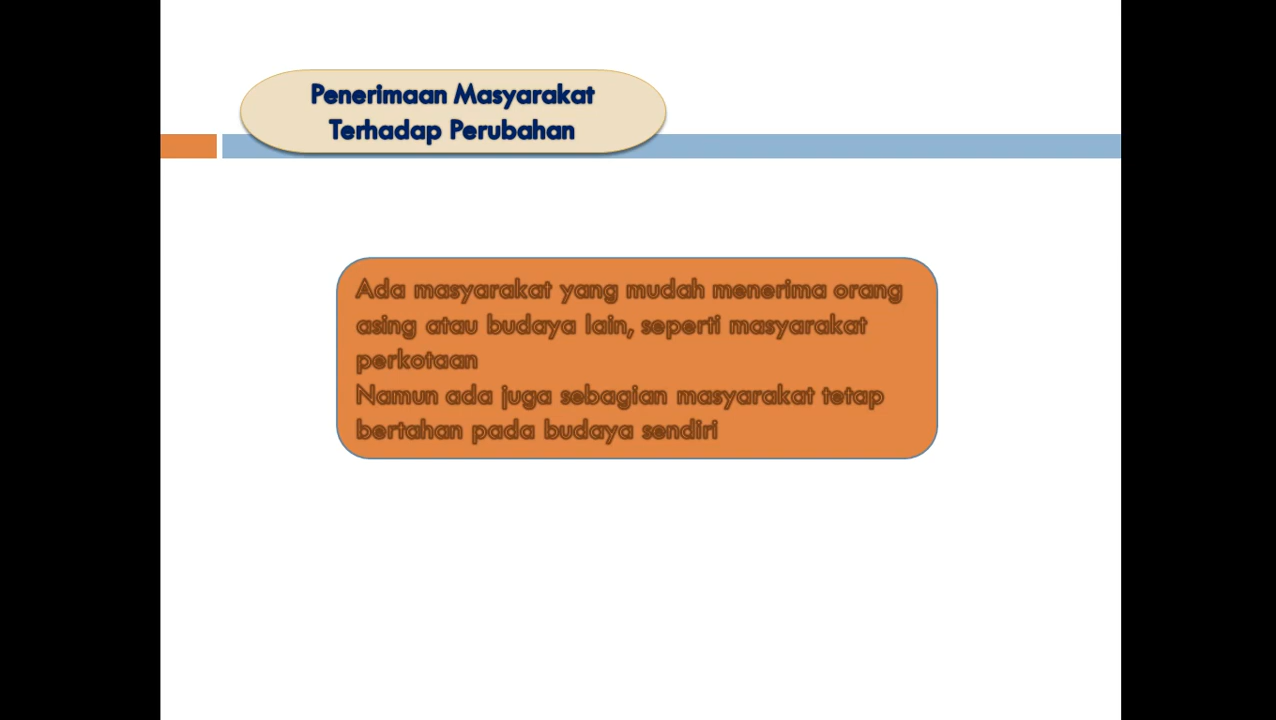 Penerimaan Masyarakat
Terhadap Perubahan
Ada masyarakat yang mudah menerima orang
asing atau budaya lain, seperti masyarakat
perkotaan
Namun ada juga sebagian masyarakat tetap
bertahan pada budaya sendiri